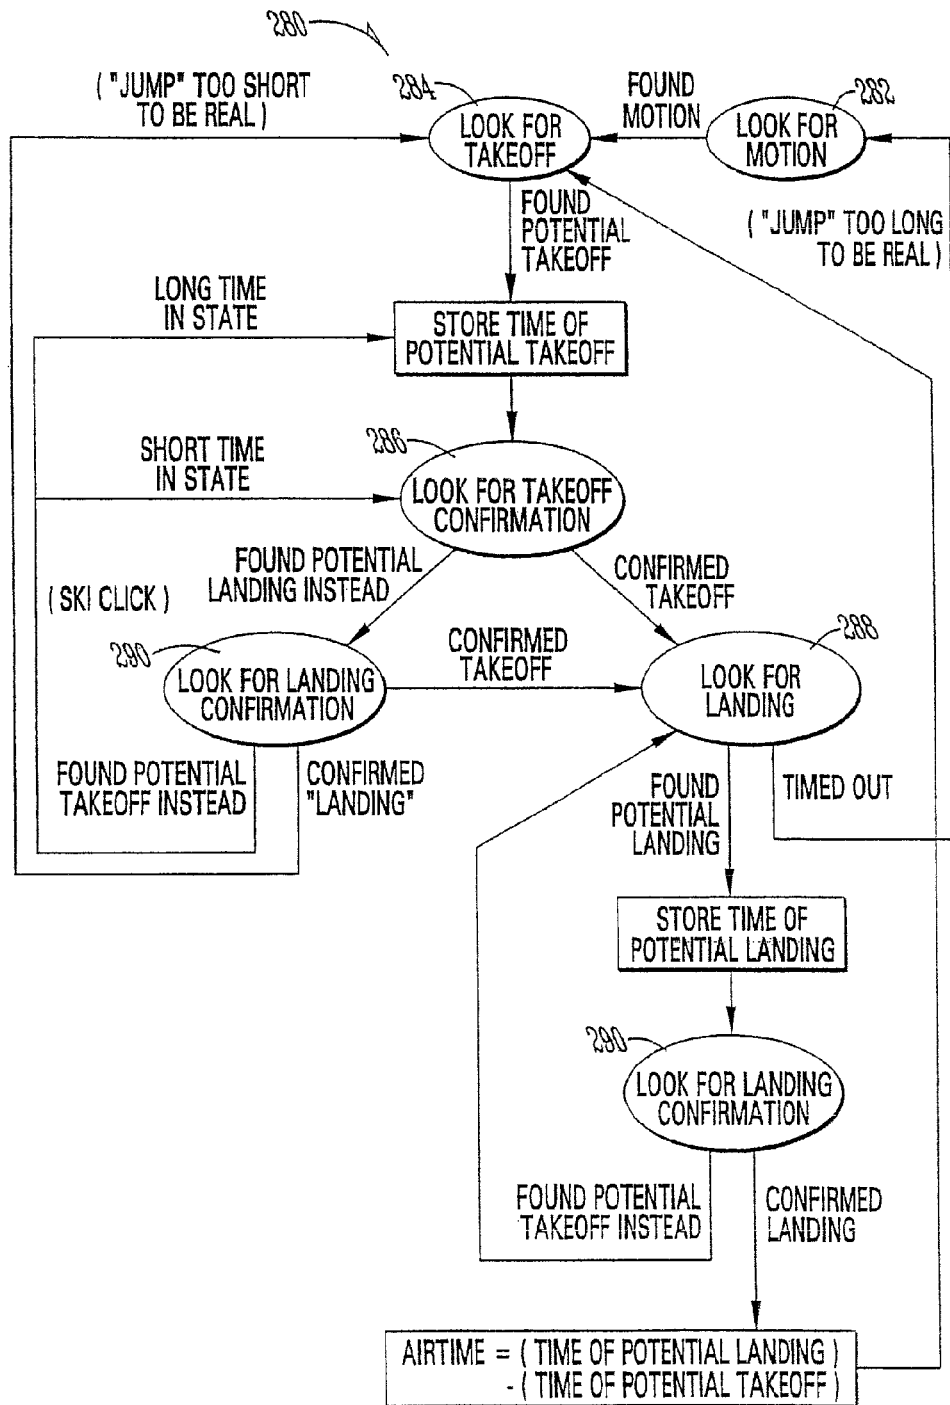 280
( "JUMP" TOO SHORT
TO BE REAL )
284
LOOK FOR
TAKEOFF
FOUND
MOTION
282
LOOK FOR
MOTION
FOUND
POTENTIAL
TAKEOFF
( "JUMP" TOO LONG
TO BE REAL )
LONG TIME
IN STATE
STORE TIME OF
POTENTIAL TAKEOFF
SHORT TIME
IN STATE
286
LOOK FOR TAKEOFF
CONFIRMATION
FOUND POTENTIAL
LANDING INSTEAD
CONFIRMED
TAKEOFF
( SKI CLICK )
290
LOOK FOR LANDING
CONFIRMATION
CONFIRMED
TAKEOFF
288
LOOK FOR
LANDING
FOUND POTENTIAL
TAKEOFF INSTEAD
CONFIRMED
"LANDING"
FOUND
POTENTIAL
LANDING
TIMED OUT
STORE TIME OF
POTENTIAL LANDING
290
LOOK FOR LANDING
CONFIRMATION
FOUND POTENTIAL
TAKEOFF INSTEAD
CONFIRMED
LANDING
AIRTIME = ( TIME OF POTENTIAL LANDING )
- ( TIME OF POTENTIAL TAKEOFF )